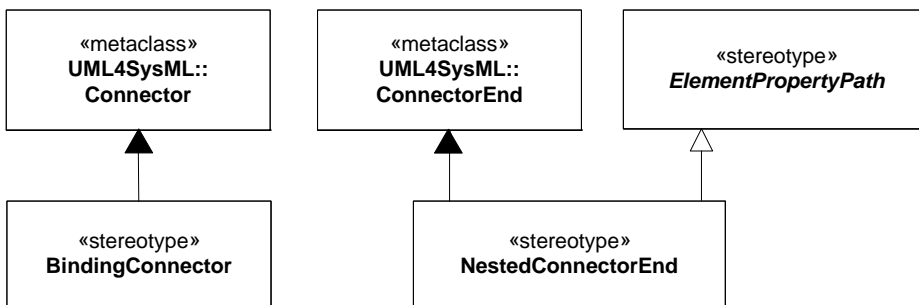 «metaclass»
UML4SysML::
Connector
«metaclass»
UML4SysML::
ConnectorEnd
«stereotype»
ElementPropertyPath
«stereotype»
BindingConnector
«stereotype»
NestedConnectorEnd